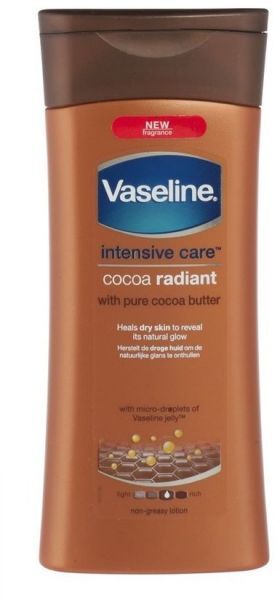 NEW
fragrance
Vaseline.
intensive care™
cocoa radiant
with pure cocoa butter
Heals dry skin to reveal
its natural glow
Herstelt de droge huid om de
natuurlijke glans te onthullen
with micro-droplets of
Vaseline jelly™
light rich
non-greasy lotion